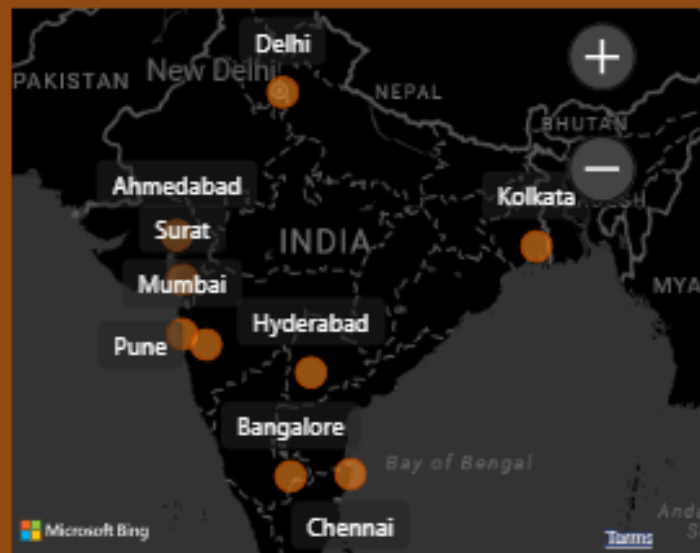 Delhi
New Delhi
PAKISTAN
NEPAL
BHUTAN
Ahmedabad
Kolkata
Surat
INDIA
Mumbai
MYA
Hyderabad
Pune
Bangalore
Bay of Bengal
Chennai
Microsoft Bing
Terms